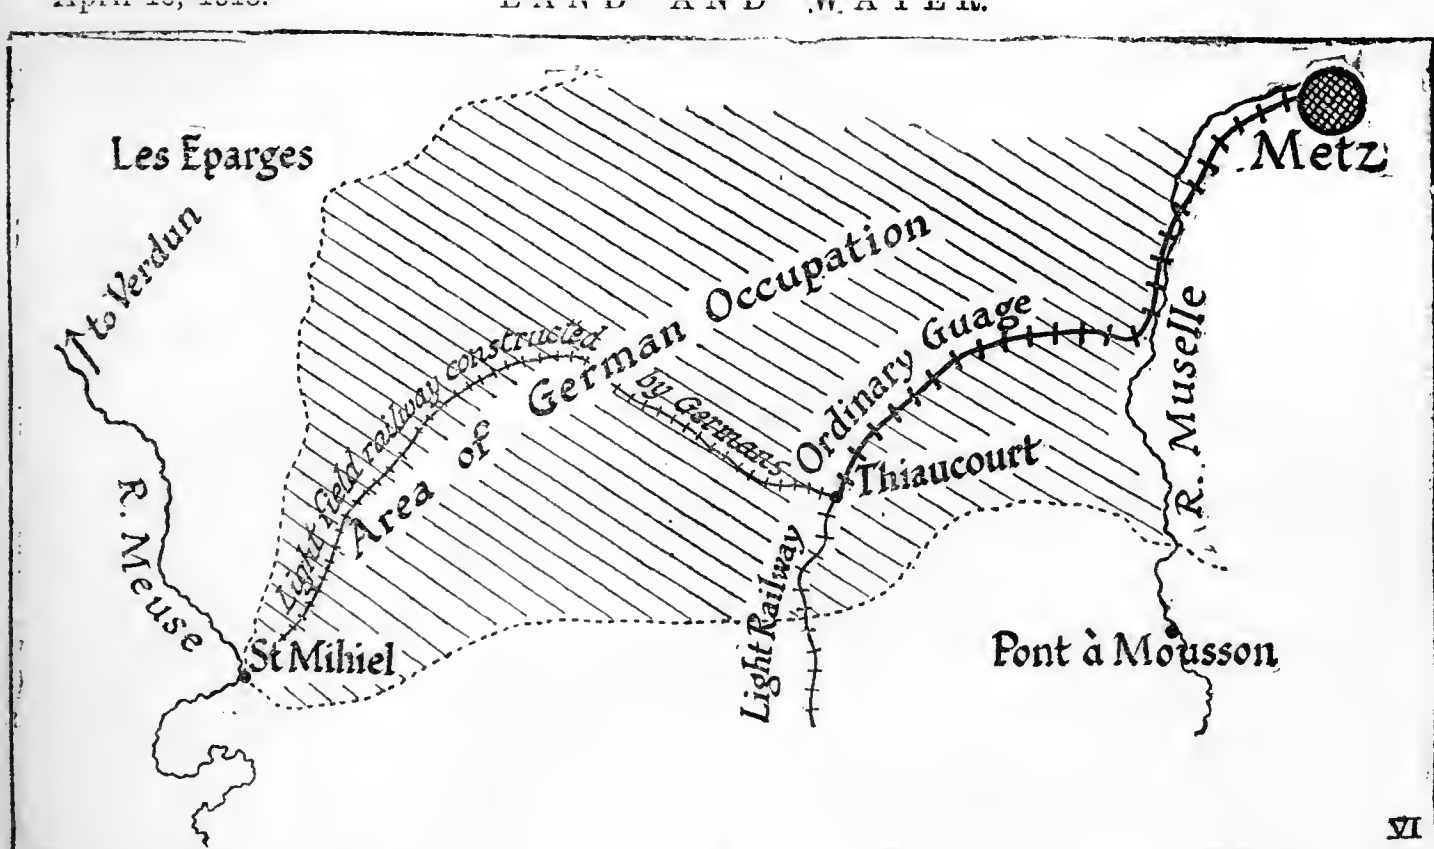 LAND AND WATER.
Les Eparges
Metz
to Verdun
Area of German Occupation
Light field railway constructed
by Germans
Ordinary Guage
Thiaucourt
R. Muselle
R. Meuse
St Mihiel
Light Railway
Pont à Mousson
VI